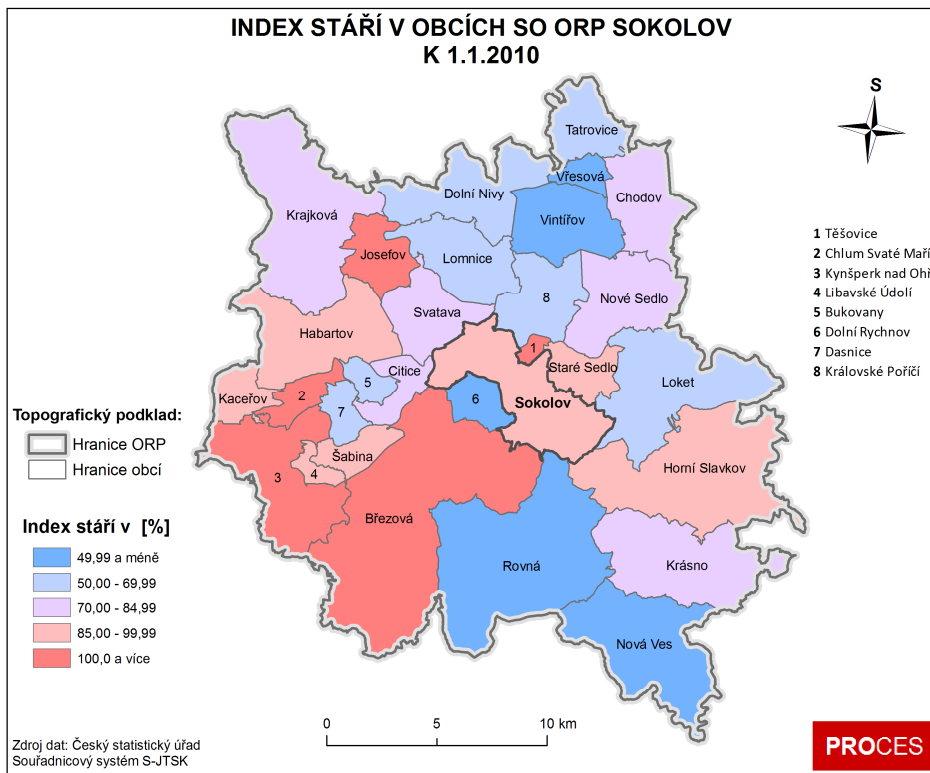 INDEX STÁŘÍ V OBCÍCH SO ORP SOKOLOV
K 1.1.2010
S
Tatrovice
Vřesová
Dolní Nivy
Chodov
Krajková
Vintířov
Josefov
Lomnice
8
Nové Sedlo
Svatava
Habartov
1
Staré Sedlo
Citice
5
Loket
Kaceřov
2
6
Sokolov
7
Šabina
Horní Slavkov
3
4
Březová
Rovná
Krásno
Nová Ves
1 Těšovice
2 Chlum Svaté Maří
3 Kynšperk nad Ohř
4 Libavské Údolí
5 Bukovany
6 Dolní Rychnov
7 Dasnice
8 Královské Poříčí
Topografický podklad:
Hranice ORP
Hranice obcí
Index stáří v [%]
49,99 a méně
50,00 - 69,99
70,00 - 84,99
85,00 - 99,99
100,0 a více
0 5 10 km
Zdroj dat: Český statistický úřad
Souřadnicový systém S-JTSK
PROCES